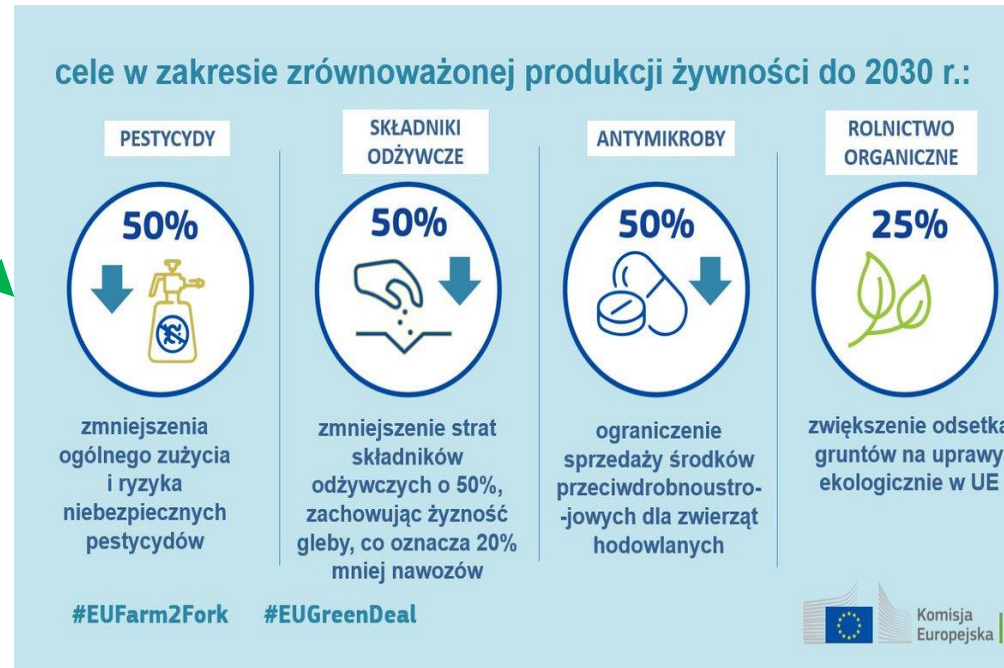 cele w zakresie zrównoważonej produkcji żywności do 2030 r.:
PESTYCYDY
50%
zmniejszenia
ogólnego zużycia
i ryzyka
niebezpiecznych
pestycydów
SKŁADNIKI
ODŻYWCZE
50%
zmniejszenie strat
składników
odżywczych o 50%,
zachowując żyzność
gleby, co oznacza 20%
mniej nawozów
ANTYMIKROBY
50%
ograniczenie
sprzedaży środków
przeciwdrobnoustro-
-jowych dla zwierząt
hodowlanych
ROLNICTWO
ORGANICZNE
25%
zwiększenie odsetka
gruntów na uprawy
ekologicznie w UE
#EUFarm2Fork #EUGreenDeal
Komisja
Europejska